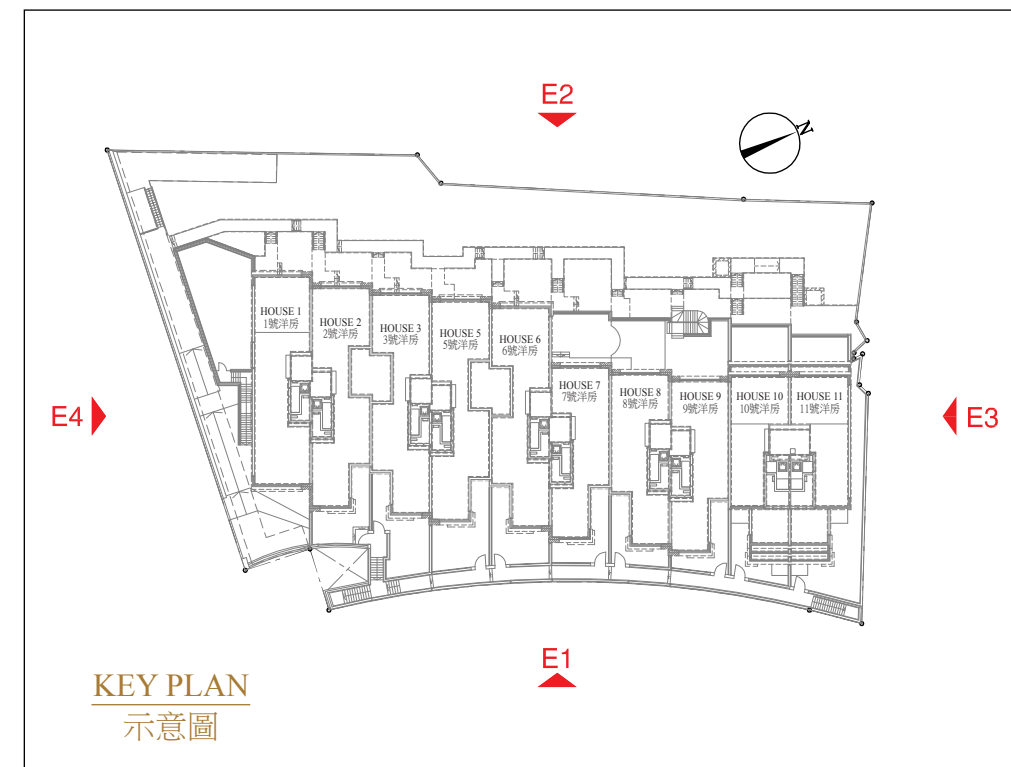 E2
N
HOUSE 1
1號洋房
HOUSE 2
2號洋房
HOUSE 3
3號洋房
HOUSE 5
5號洋房
HOUSE 6
6號洋房
HOUSE 7
7號洋房
HOUSE 8
8號洋房
HOUSE 9
9號洋房
HOUSE 10
10號洋房
HOUSE 11
11號洋房
E4
E3
E1
KEY PLAN
示意圖